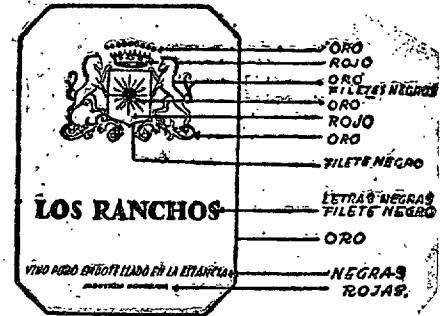 ORO
ROJO
ORO
FILETES NEGROS
ORO
ROJO
ORO
FILETE NEGRO
LOS RANCHOS
LETRAS NEGRAS
FILETE NEGRO
ORO
VINO PURO EMBOTELLADO EN LA ESTANCIA
NEGRAS
ROJAS.